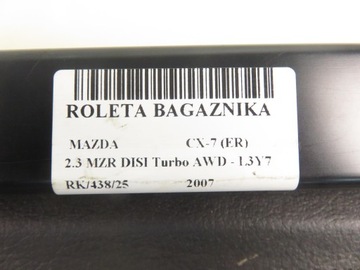 ROLETA BAGAZNIKA
MAZDA CX-7 (ER)
2.3 MZR DISI Turbo AWD - L3Y7
RK/438/25 2007